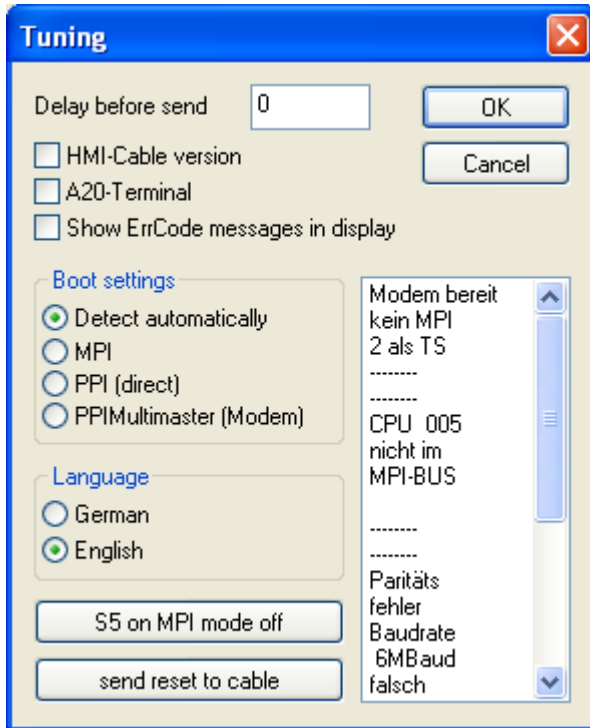 Tuning
Delay before send 0
OK
HMI-Cable version
Cancel
A20-Terminal
Show ErrCode messages in display
Boot settings
Detect automatically
MPI
PPI (direct)
PPIMultimaster (Modem)
Language
German
English
S5 on MPI mode off
send reset to cable
Modem bereit
kein MPI
2 als TS
--------
--------
CPU  005
nicht im
MPI-BUS
--------
--------
Paritäts
fehler
Baudrate
6MBaud
falsch